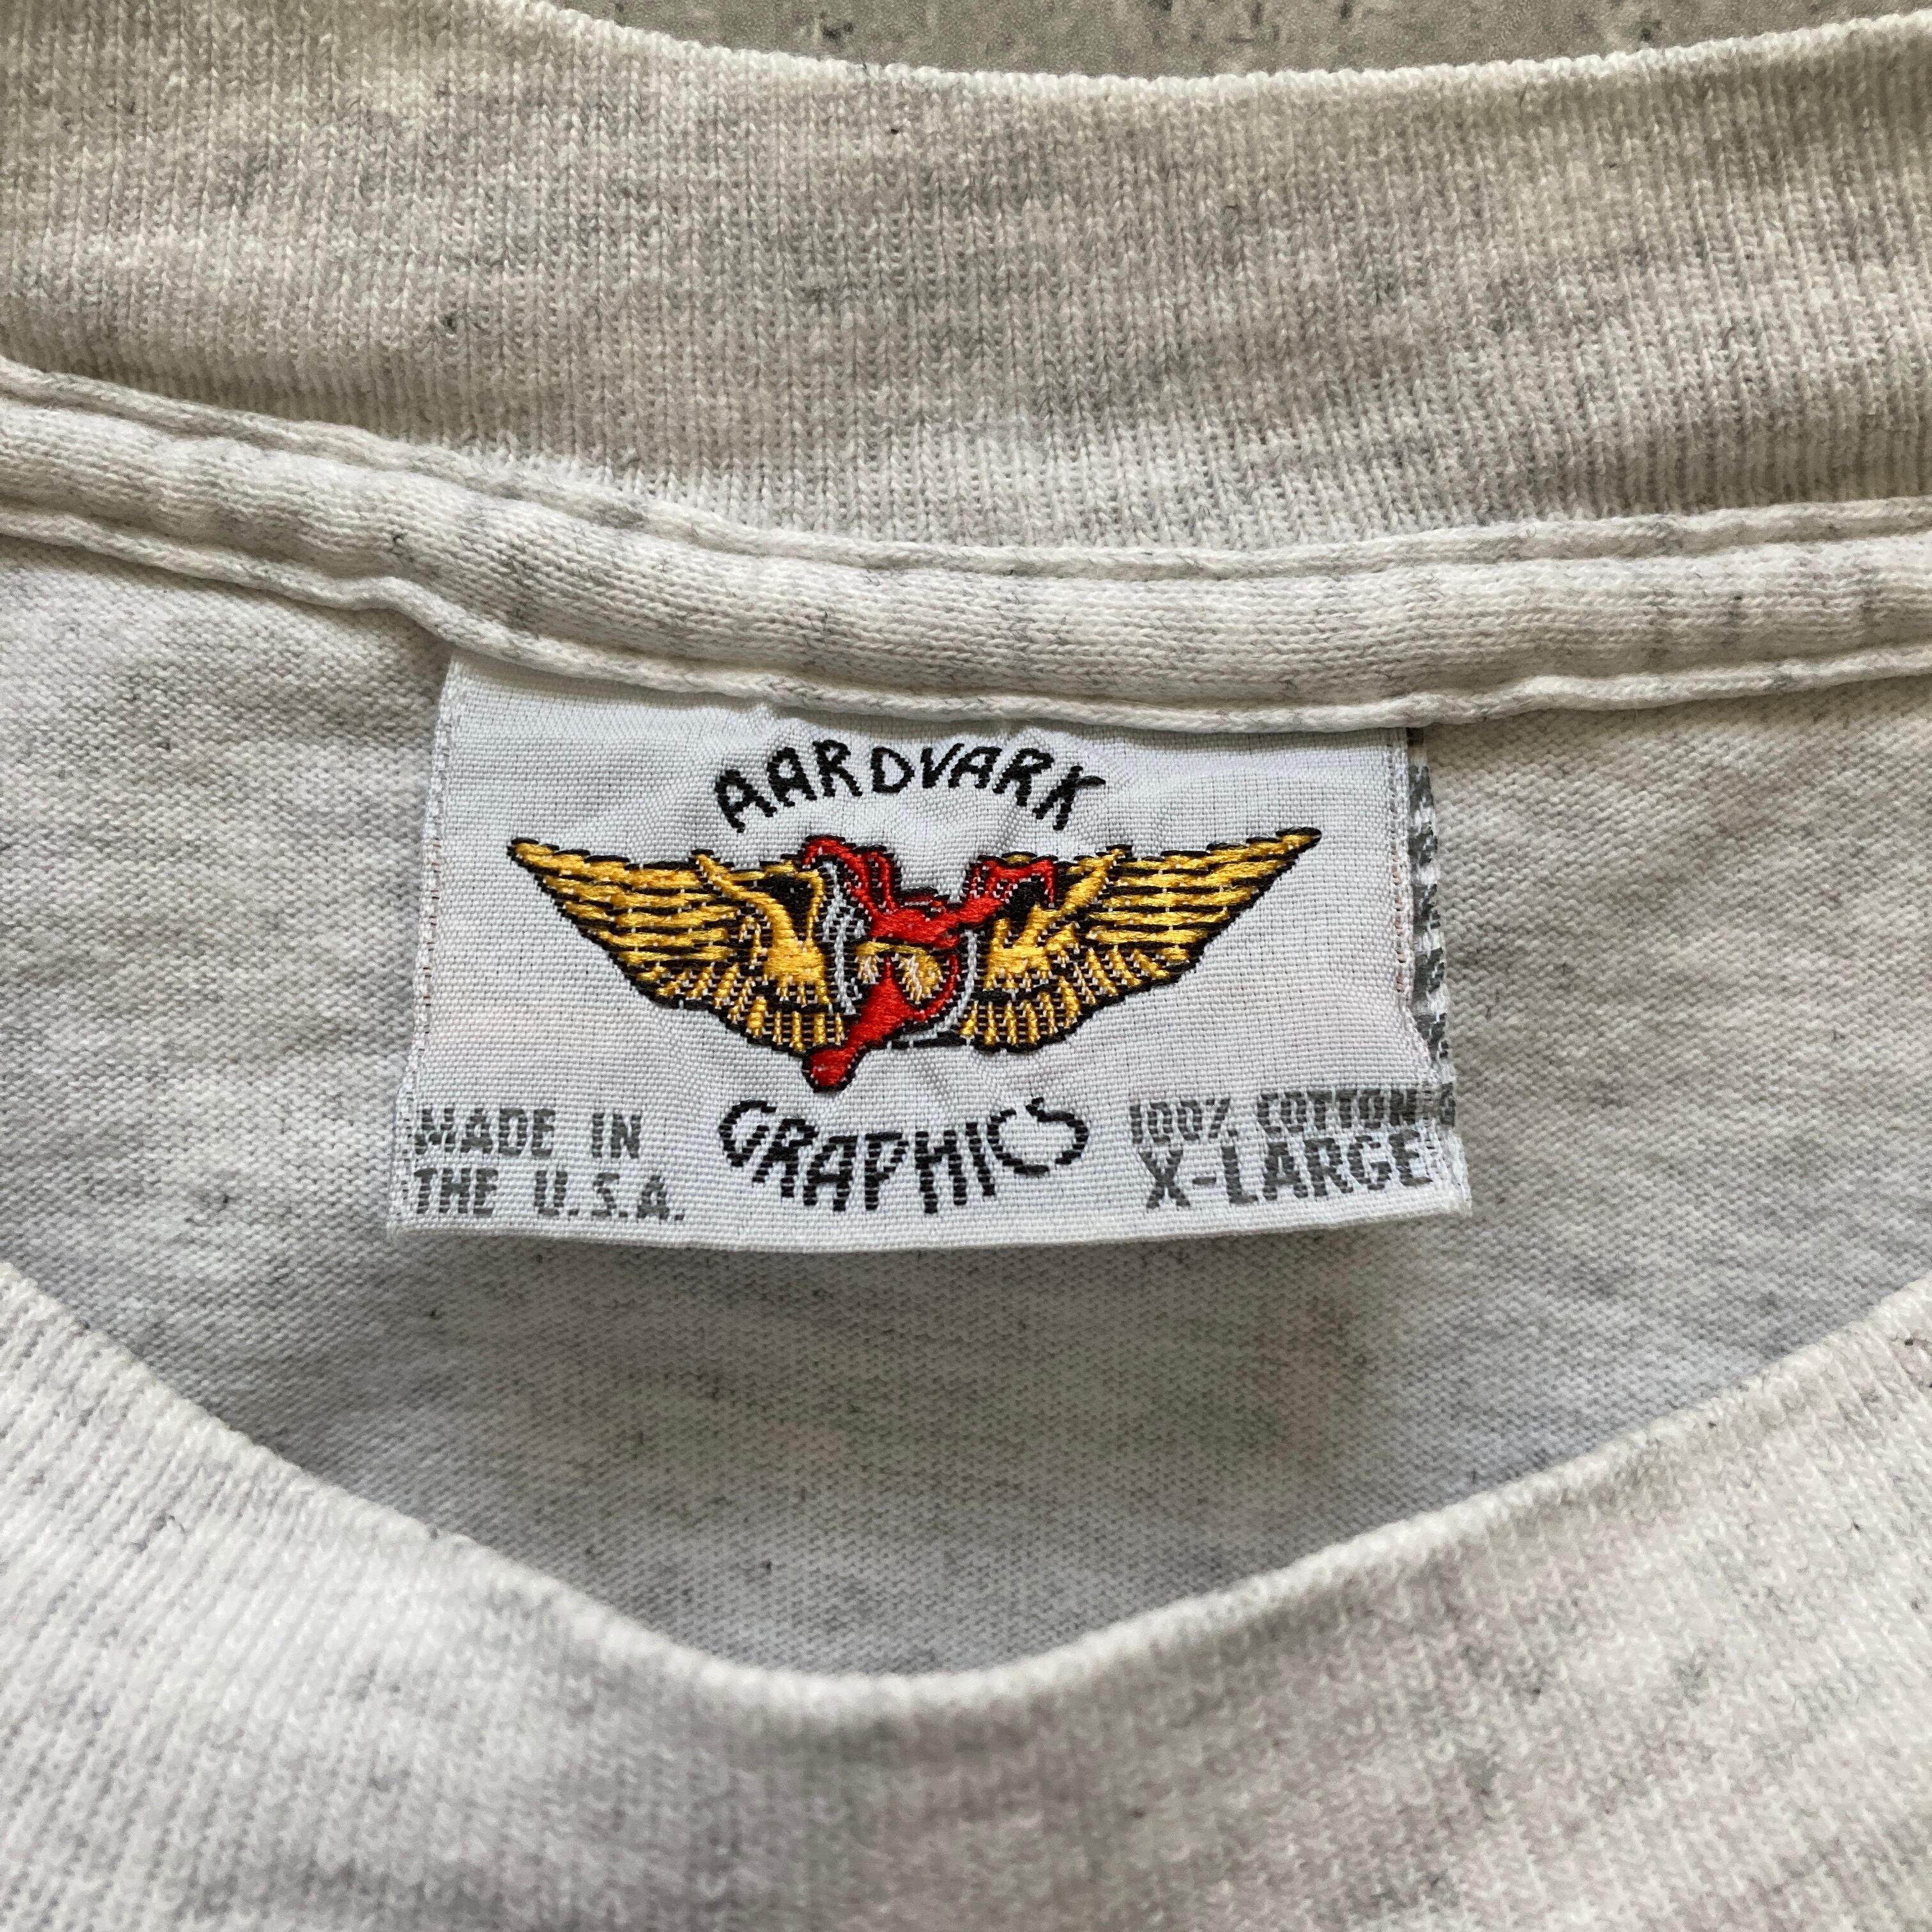 AARDVARK
GRAPHICS
MADE IN
THE U.S.A.
100% COTTON
X-LARGE